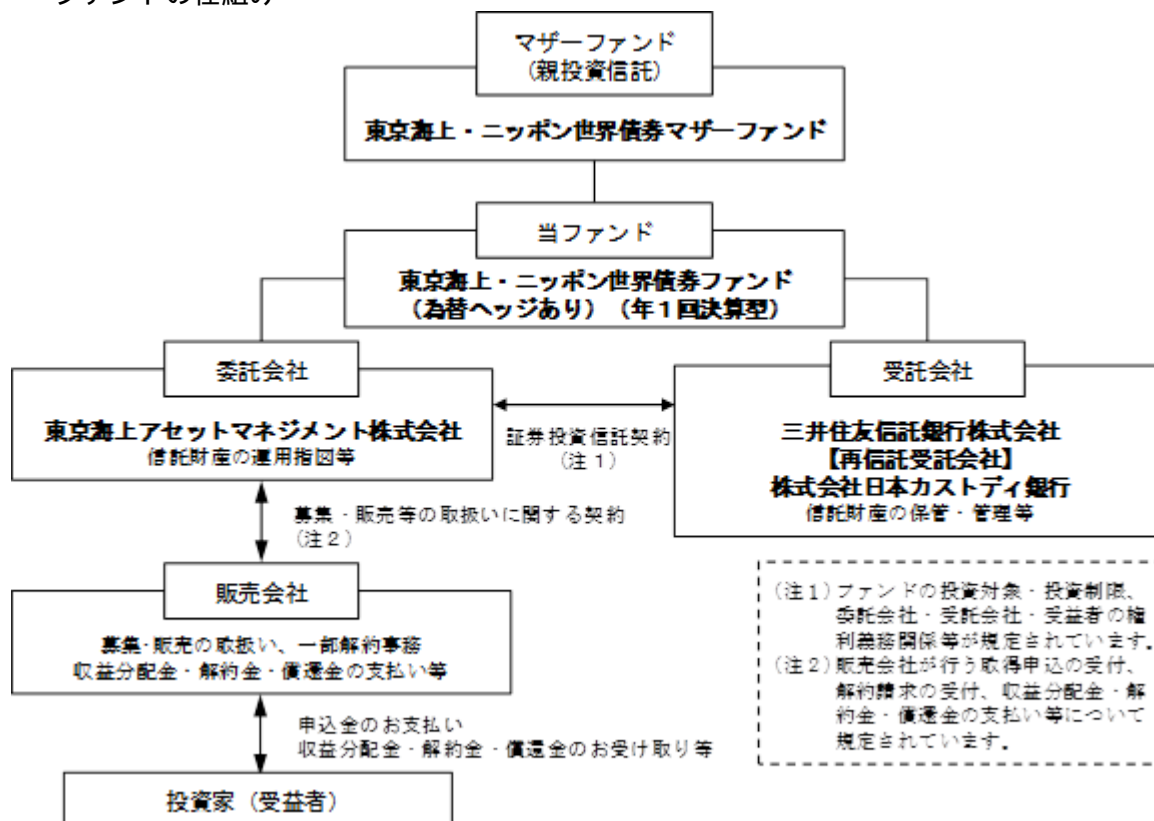 ファンドの仕組み
マザーファンド
(親投資信託)
東京海上・ニッポン世界債券マザーファンド
当ファンド
東京海上・ニッポン世界債券ファンド
(為替ヘッジあり)(年1回決算型)
委託会社
東京海上アセットマネジメント株式会社
信託財産の運用指図等
証券投資信託契約
(注1)
受託会社
三井住友信託銀行株式会社
【再信託受託会社】
株式会社日本カストディ銀行
信託財産の保管・管理等
募集・販売等の取扱いに関する契約
(注2)
販売会社
募集・販売の取扱い、一部解約事務
収益分配金・解約金・償還金の支払い等
(注1)ファンドの投資対象・投資制限、
委託会社・受託会社・受益者の権
利義務関係等が規定されています。
(注2)販売会社が行う取得申込の受付、
解約請求の受付、収益分配金・解
約金・償還金の支払い等について
規定されています。
申込金のお支払い
収益分配金・解約金・償還金のお受け取り等
投資家(受益者)